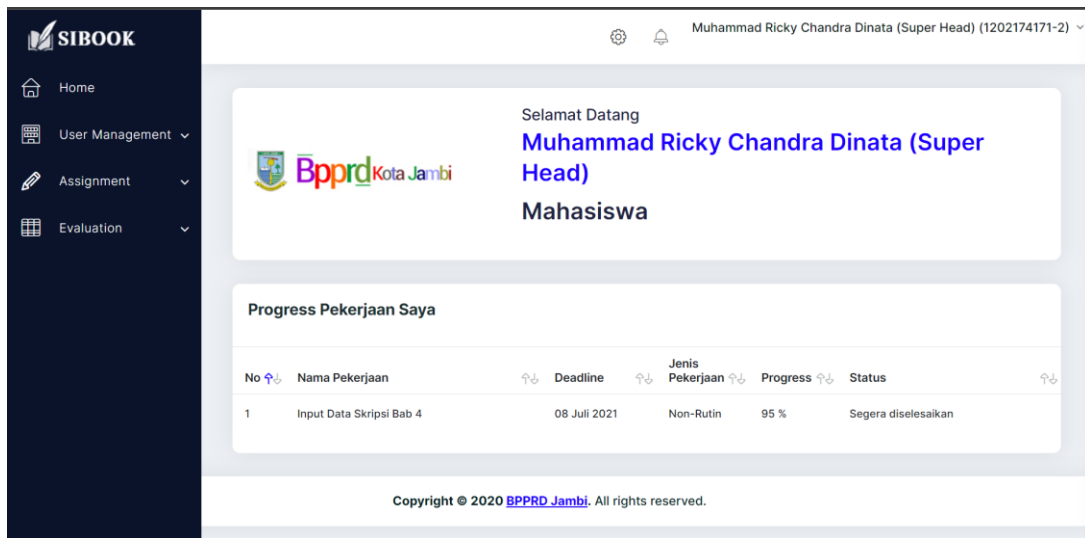 SIBOOK
Muhammad Ricky Chandra Dinata (Super Head) (1202174171-2)
Home
User Management
Assignment
Evaluation
Bpprd Kota Jambi
Selamat Datang
Muhammad Ricky Chandra Dinata (Super
Head)
Mahasiswa
Progress Pekerjaan Saya
No Nama Pekerjaan Deadline Jenis Pekerjaan Progress Status
1 Input Data Skripsi Bab 4 08 Juli 2021 Non-Rutin 95 % Segera diselesaikan
Copyright © 2020 BPPRD Jambi. All rights reserved.